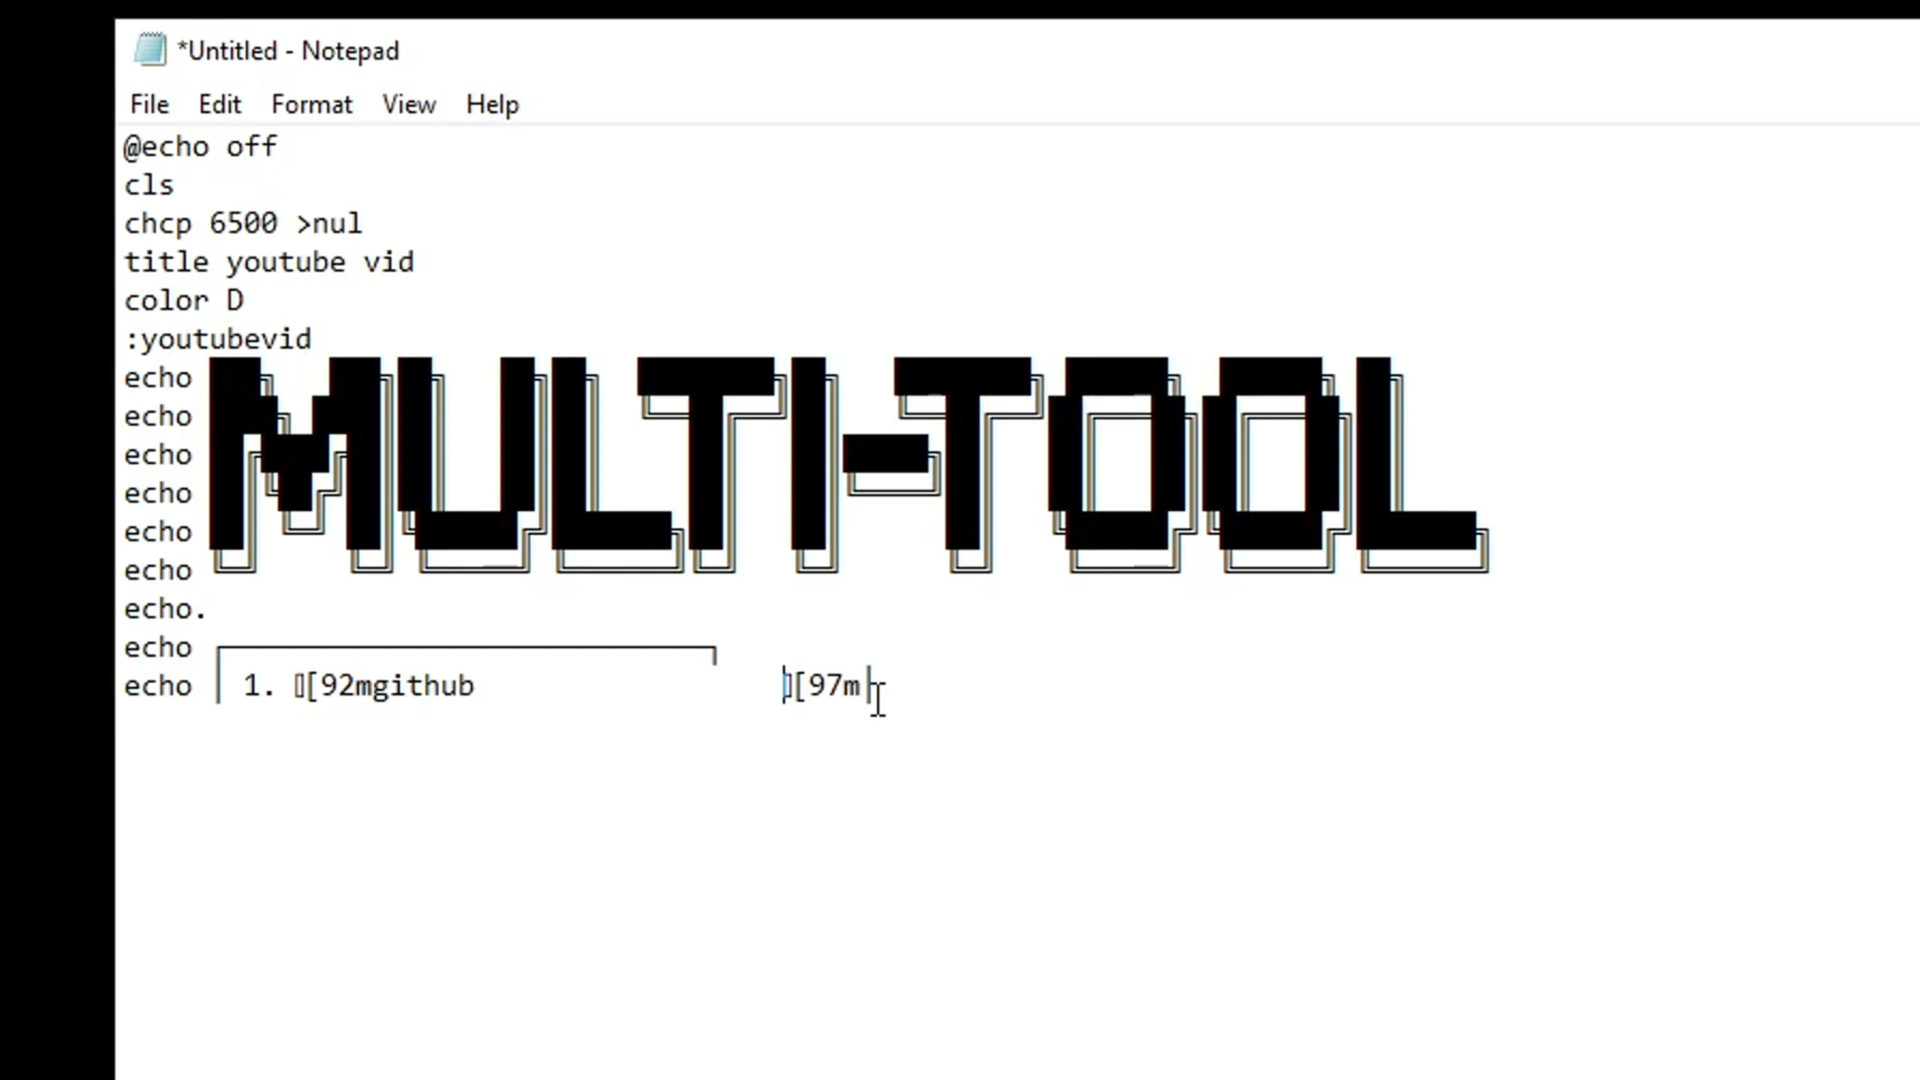 *Untitled - Notepad
File Edit Format View Help
@echo off
cls
chcp 6500 >nul
title youtube vid
color D
:youtubevid
echo
echo
echo
echo
echo
echo
MULTI-TOOL
echo.
echo ┌─────────────────────────────┐
echo │ 1. [92mgithub [97m│